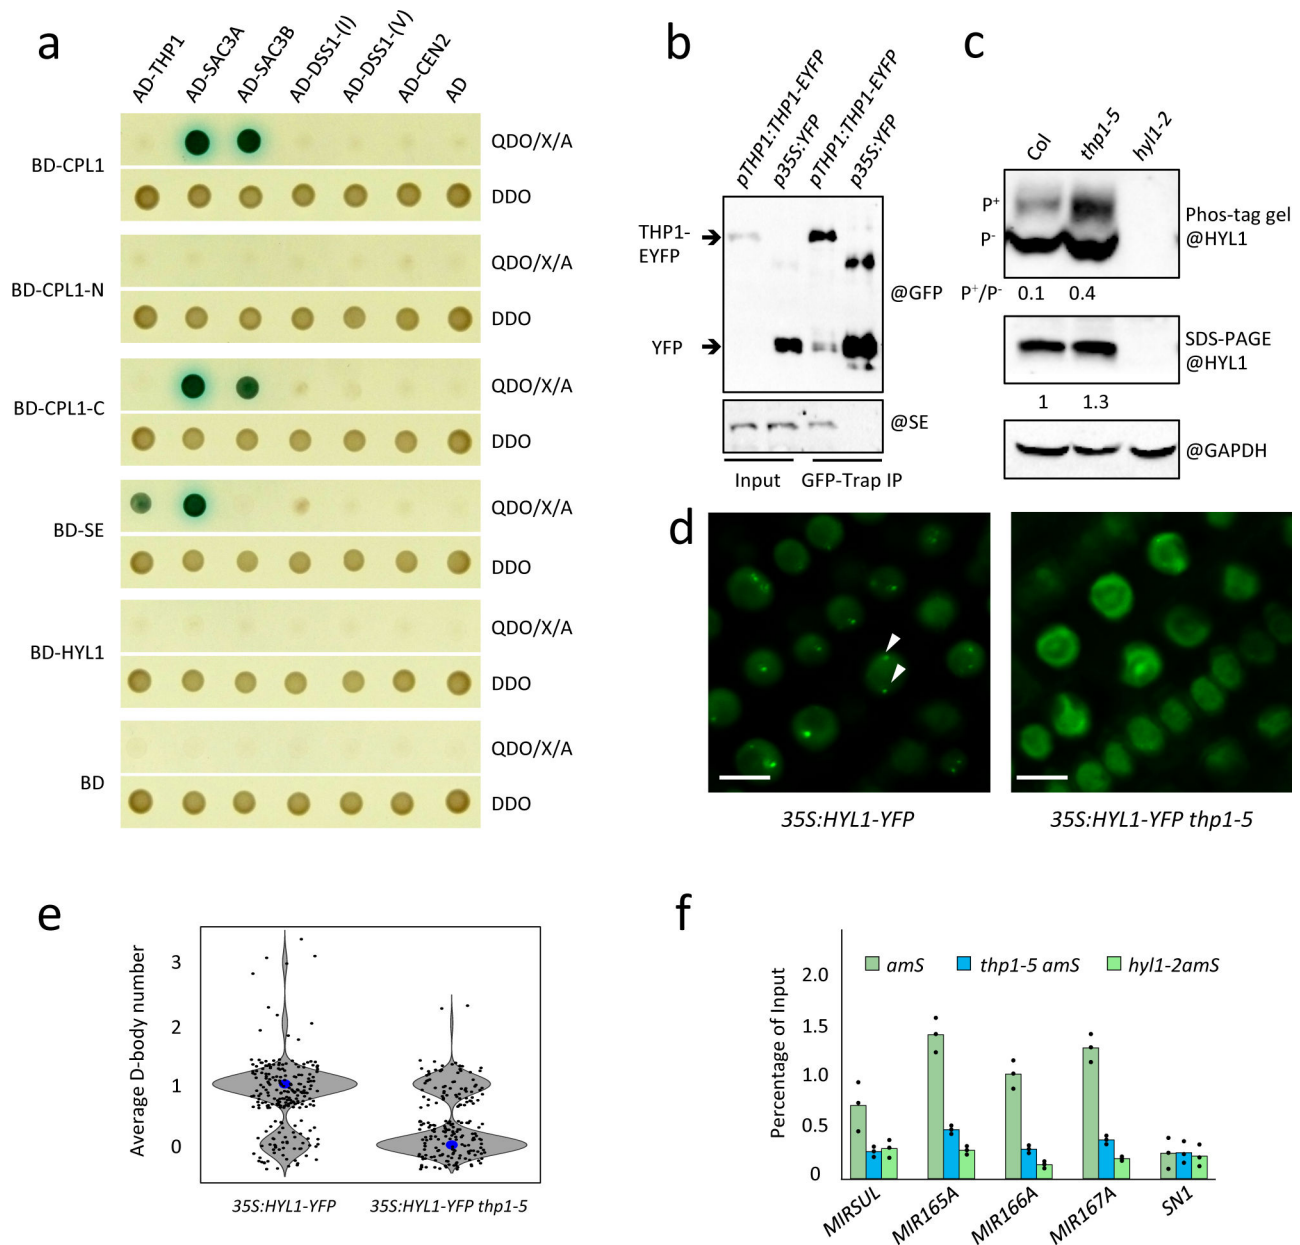 a
AD-THP1
AD-SAC3A
AD-SAC3B
AD-DSS1-(I)
AD-DSS1-(V)
AD-CEN2
AD
BD-CPL1
QDO/X/A
DDO
BD-CPL1-N
QDO/X/A
DDO
BD-CPL1-C
QDO/X/A
DDO
BD-SE
QDO/X/A
DDO
BD-HYL1
QDO/X/A
DDO
BD
QDO/X/A
DDO
b
pTHP1:THP1-EYFP
p35S:YFP
pTHP1:THP1-EYFP
p35S:YFP
THP1-
EYFP
YFP
@GFP
@SE
Input
GFP-Trap IP
c
Col
thp1-5
hyl1-2
P+
P-
Phos-tag gel
@HYL1
P+/P- 0.1 0.4
SDS-PAGE
@HYL1
1 1.3
@GAPDH
d
35S:HYL1-YFP
35S:HYL1-YFP thp1-5
e
Average D-body number
3
2
1
0
35S:HYL1-YFP
35S:HYL1-YFP thp1-5
f
amS
thp1-5 amS
hyl1-2amS
Percentage of Input
2.0
1.5
1.0
0.5
0
MIRSUL
MIR165A
MIR166A
MIR167A
SN1